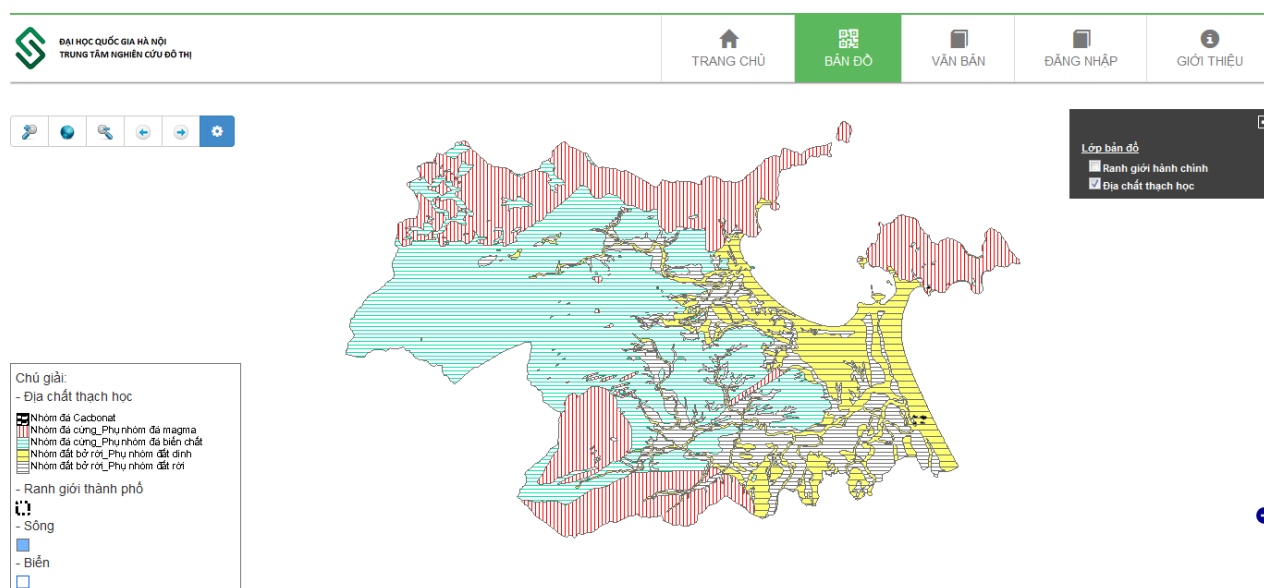 ĐẠI HỌC QUỐC GIA HÀ NỘI
TRUNG TÂM NGHIÊN CỨU ĐÔ THỊ
TRANG CHỦ
BẢN ĐỒ
VĂN BẢN
ĐĂNG NHẬP
GIỚI THIỆU
Lớp bản đồ
Ranh giới hành chính
Địa chất thạch học
Chú giải:
- Địa chất thạch học
Nhóm đá Cacbonat
Nhóm đá cứng_Phụ nhóm đá magma
Nhóm đá cứng_Phụ nhóm đá biến chất
Nhóm đất bở rời_Phụ nhóm đất dính
Nhóm đất bở rời_Phụ nhóm đất rời
- Ranh giới thành phố
- Sông
- Biển